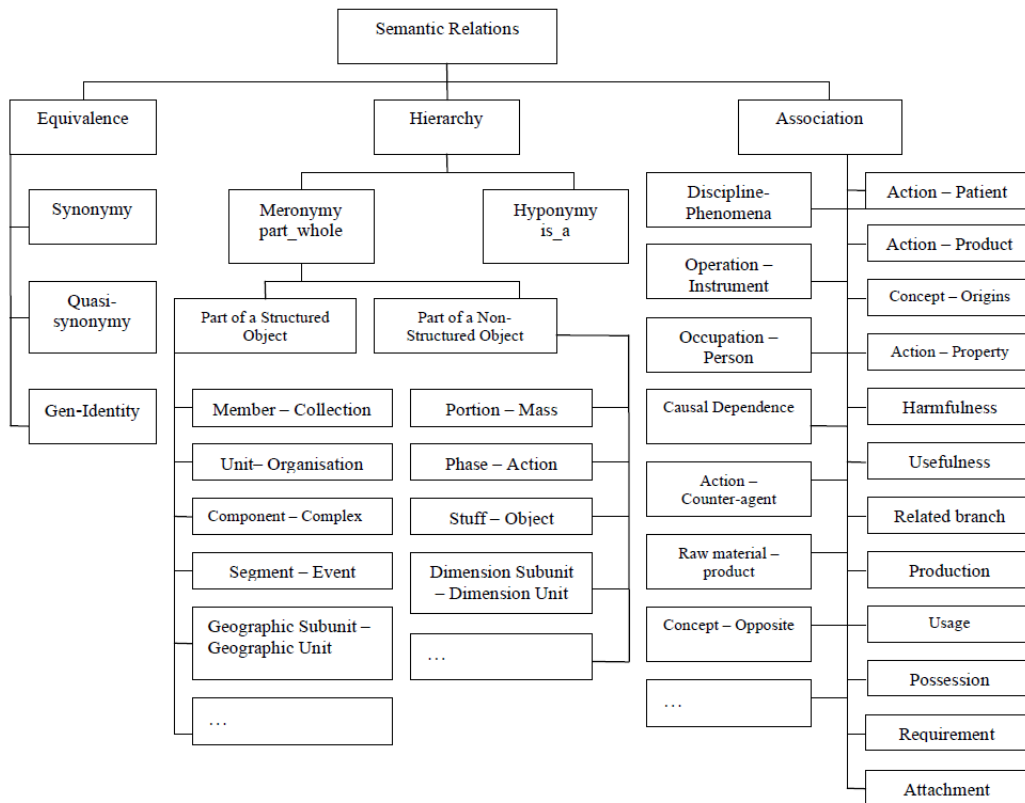 Semantic Relations
Equivalence
Hierarchy
Association
Synonymy
Quasi-
synonymy
Gen-Identity
Meronymy
part_whole
Hyponymy
is_a
Part of a Structured
Object
Part of a Non-
Structured Object
Member – Collection
Unit– Organisation
Component – Complex
Segment – Event
Geographic Subunit –
Geographic Unit
…
Portion – Mass
Phase – Action
Stuff – Object
Dimension Subunit
– Dimension Unit
…
Discipline-
Phenomena
Operation –
Instrument
Occupation –
Person
Causal Dependence
Action –
Counter-agent
Raw material –
product
Concept – Opposite
…
Action – Patient
Action – Product
Concept – Origins
Action – Property
Harmfulness
Usefulness
Related branch
Production
Usage
Possession
Requirement
Attachment